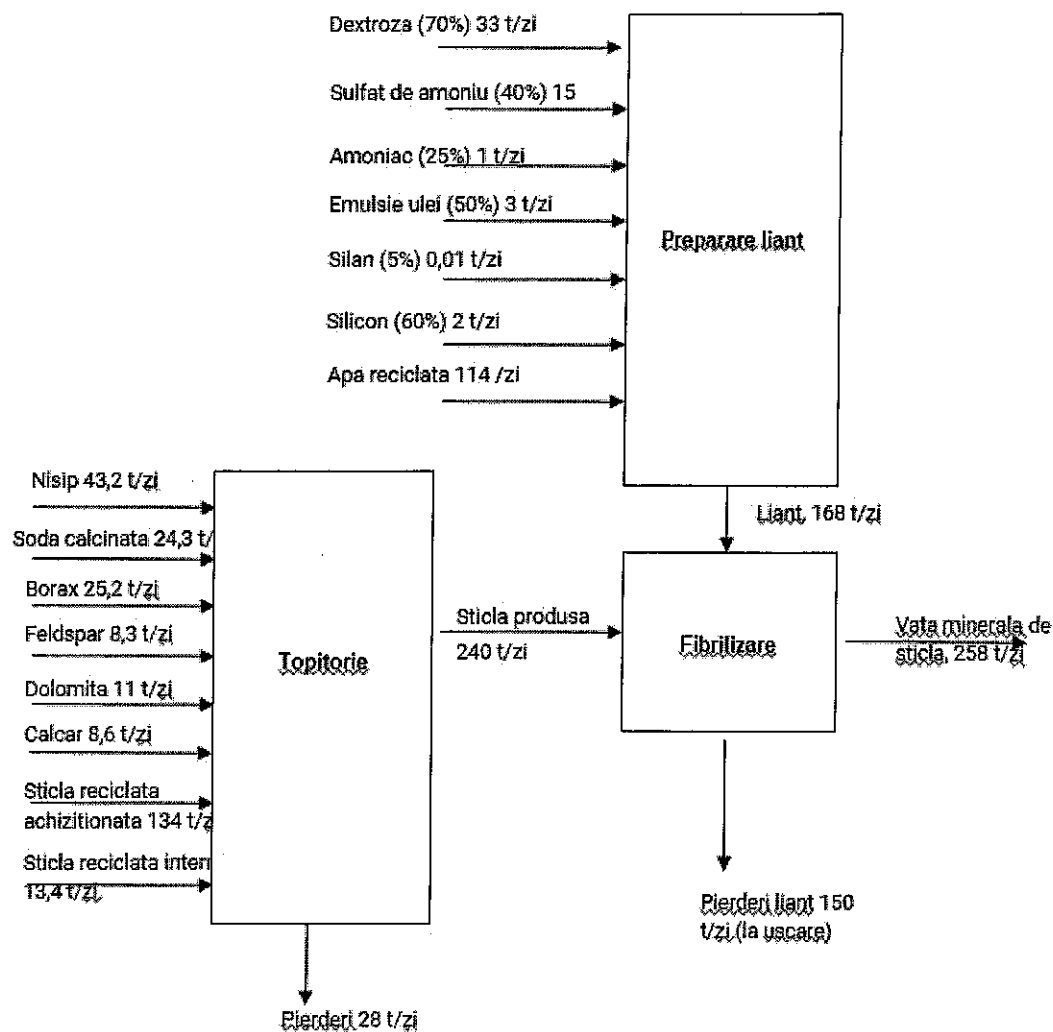 Dextroza (70%) 33 t/zi
Sulfat de amoniu (40%) 15
Amoniac (25%) 1 t/zi
Emulsie ulei (50%) 3 t/zi
Silan (5%) 0,01 t/zi
Silicon (60%) 2 t/zi
Apa reciclata 114 /zi
Preparare liant
Liant, 168 t/zi
Nisip 43,2 t/zi
Soda calcinata 24,3 t/
Borax 25,2 t/zi
Feldspar 8,3 t/zi
Dolomita 11 t/zi
Calcar 8,6 t/zi
Sticla reciclata
achizitionata 134 t/z
Sticla reciclata intern
13,4 t/zi,
Topitorie
Sticla produsa
240 t/zi
Fibrilizare
Vata minerala de
sticla, 258 t/zi
Pierderi liant 150
t/zi (la uscare)
Pierderi 28 t/zi